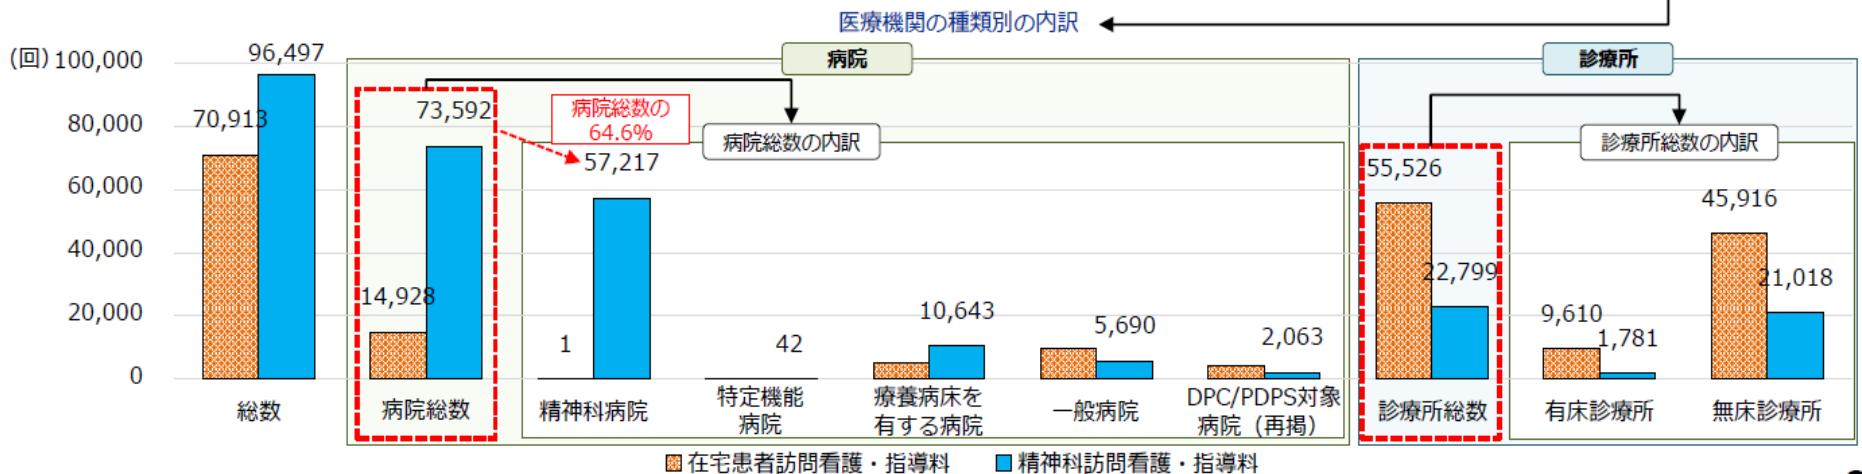 医療機関の種類別の内訳
(回)
100,000
80,000
60,000
40,000
20,000
0
病院
診療所
病院総数の
64.6%
病院総数の内訳
診療所総数の内訳
70,913
96,497
14,928
73,592
1
57,217
42
10,643
5,690
2,063
55,526
22,799
9,610
1,781
45,916
21,018
総数
病院総数
精神科病院
特定機能
病院
療養病床を
有する病院
一般病院
DPC/PDPS対象
病院（再掲）
診療所総数
有床診療所
無床診療所
在宅患者訪問看護・指導料
精神科訪問看護・指導料